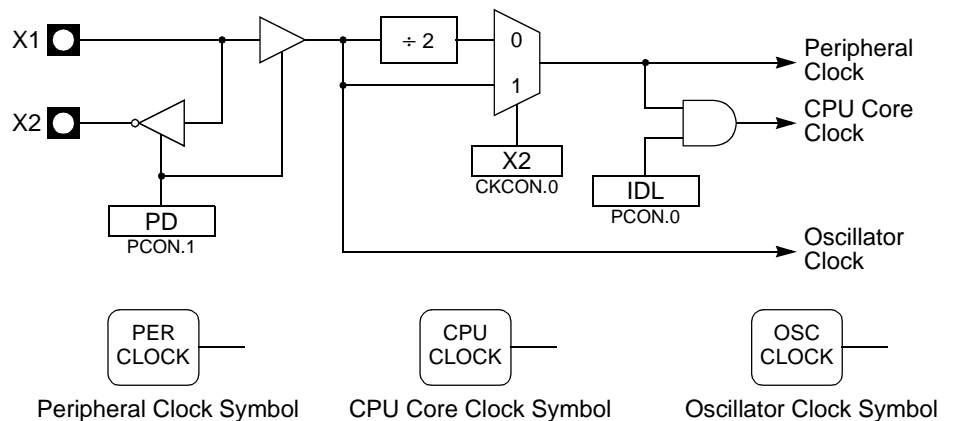 X1
÷ 2
0
1
Peripheral
Clock
X2
CPU Core
Clock
X2
CKCON.0
IDL
PCON.0
PD
PCON.1
Oscillator
Clock
PER
CLOCK
CPU
CLOCK
OSC
CLOCK
Peripheral Clock Symbol
CPU Core Clock Symbol
Oscillator Clock Symbol